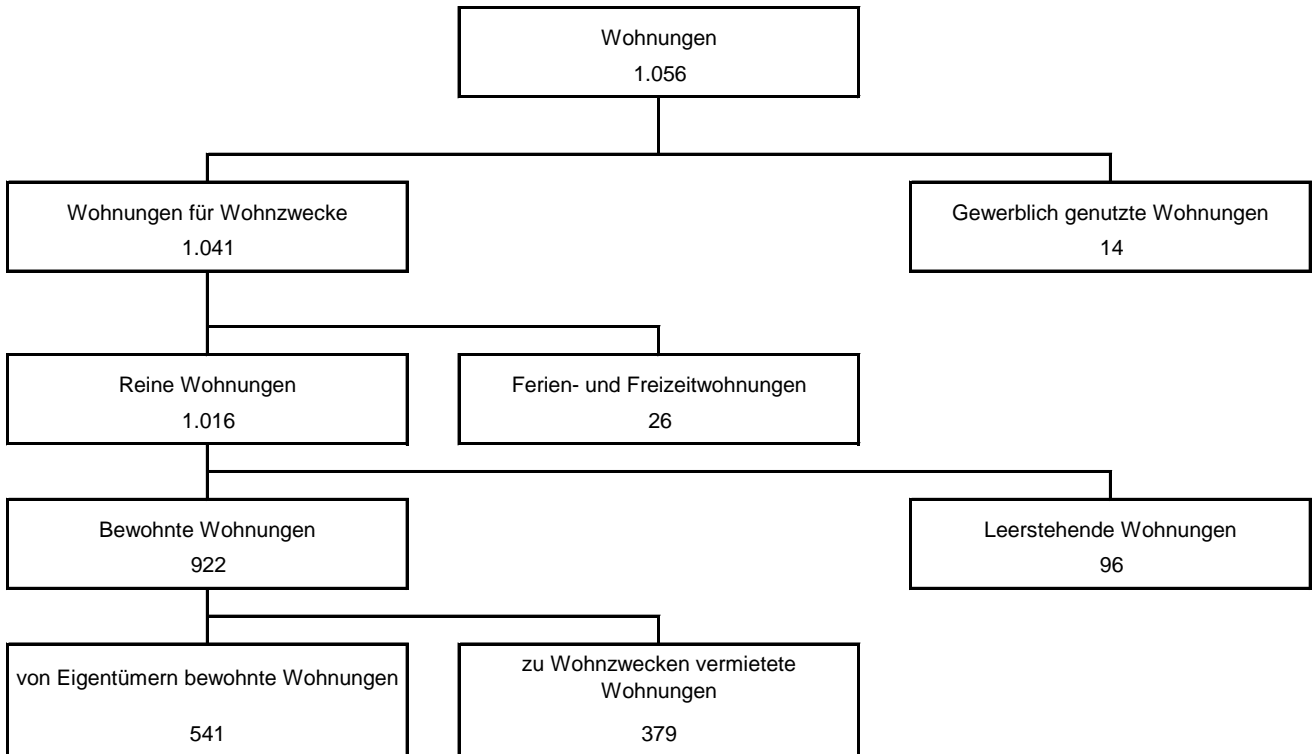 Wohnungen
1.056
Wohnungen für Wohnzwecke
1.041
Gewerblich genutzte Wohnungen
14
Reine Wohnungen
1.016
Ferien- und Freizeitwohnungen
26
Bewohnte Wohnungen
922
Leerstehende Wohnungen
96
von Eigentümern bewohnte Wohnungen
541
zu Wohnzwecken vermietete
Wohnungen
379